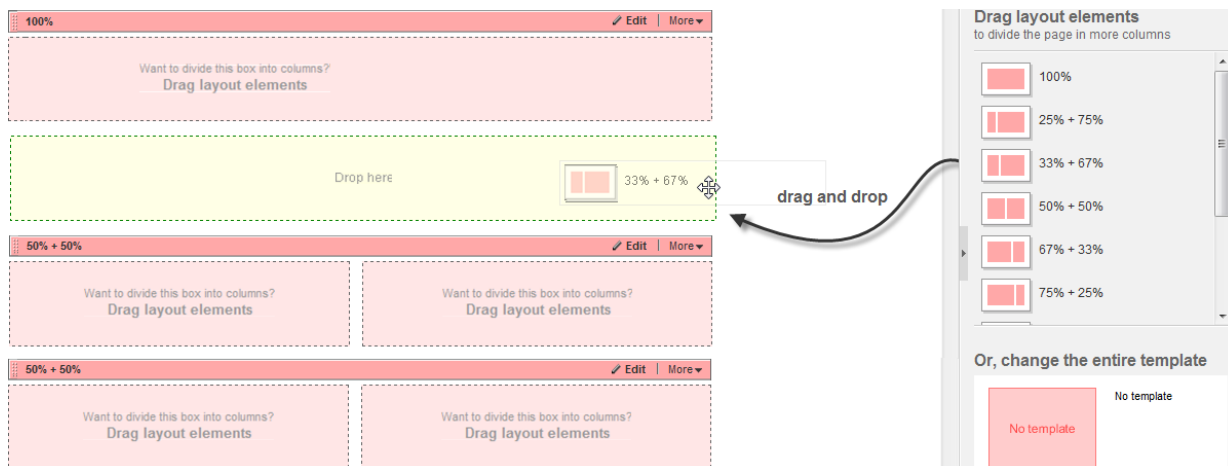 100%
Edit | More
Want to divide this box into columns?
Drag layout elements
Drop here
33% + 67%
drag and drop
50% + 50%
Edit | More
Want to divide this box into columns?
Drag layout elements
Want to divide this box into columns?
Drag layout elements
50% + 50%
Edit | More
Want to divide this box into columns?
Drag layout elements
Want to divide this box into columns?
Drag layout elements
Drag layout elements
to divide the page in more columns
100%
25% + 75%
33% + 67%
50% + 50%
67% + 33%
75% + 25%
Or, change the entire template
No template
No template